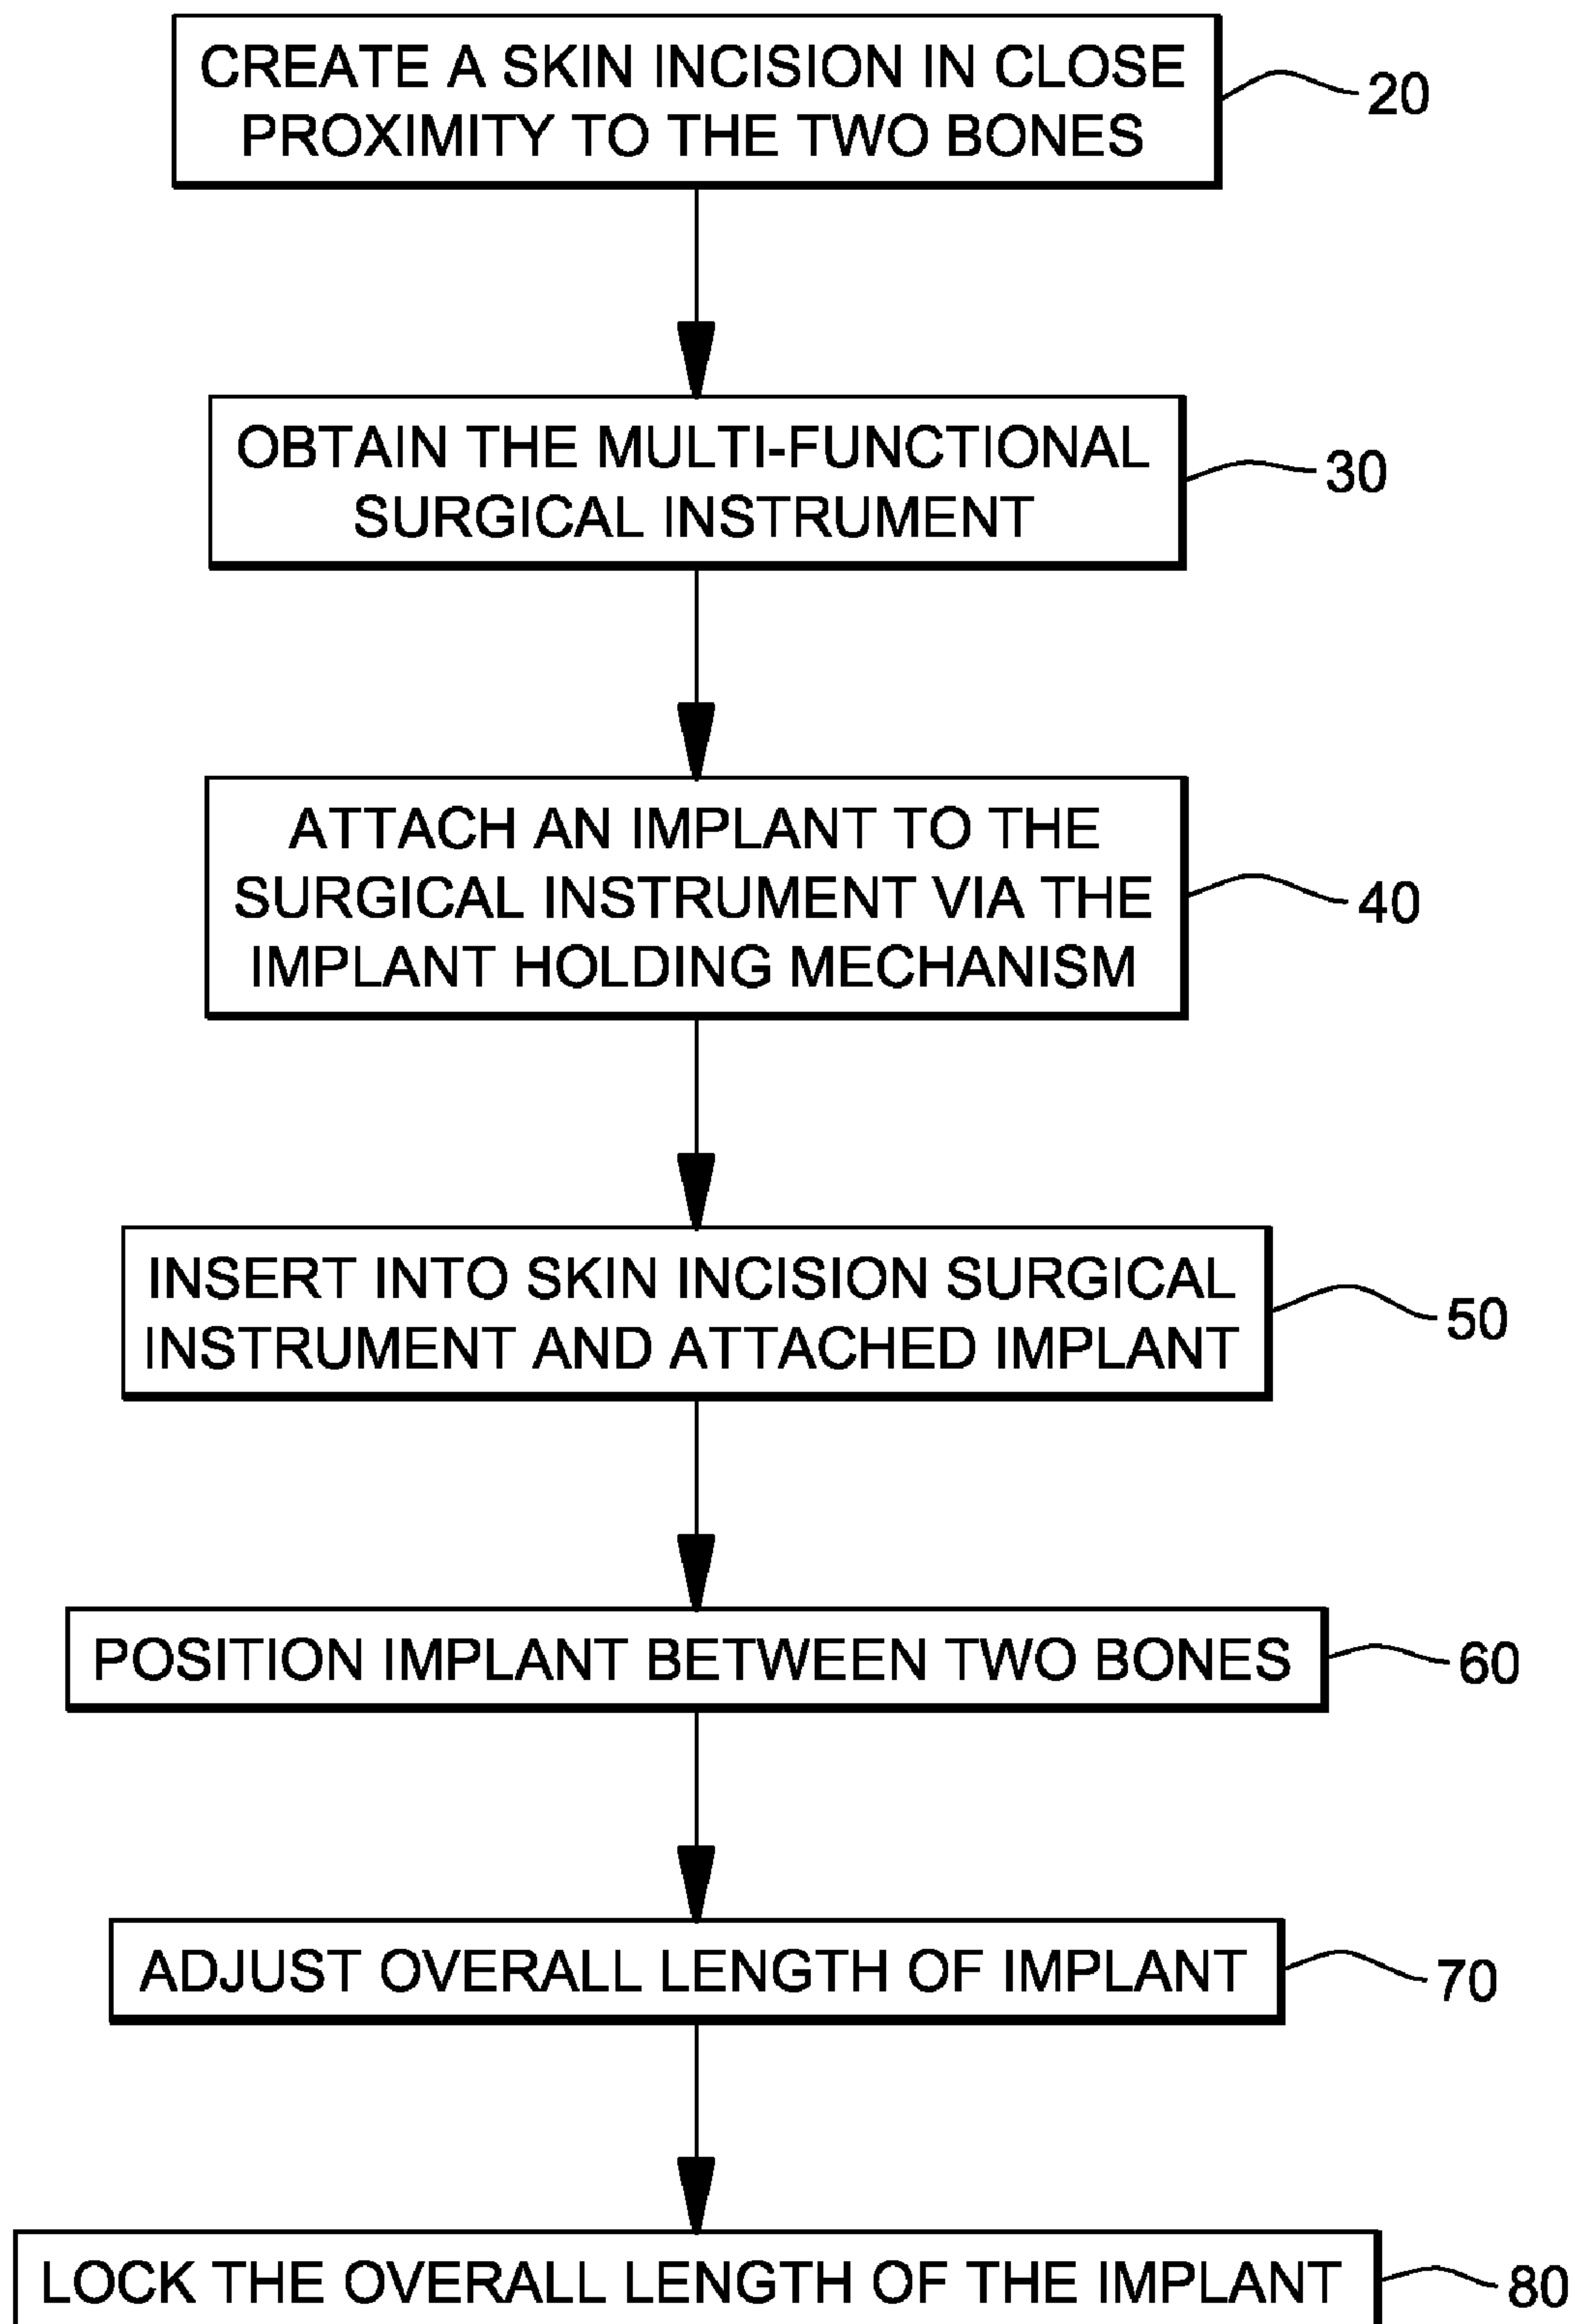 CREATE A SKIN INCISION IN CLOSE
PROXIMITY TO THE TWO BONES
20
OBTAIN THE MULTI-FUNCTIONAL
SURGICAL INSTRUMENT
30
ATTACH AN IMPLANT TO THE
SURGICAL INSTRUMENT VIA THE
IMPLANT HOLDING MECHANISM
40
INSERT INTO SKIN INCISION SURGICAL
INSTRUMENT AND ATTACHED IMPLANT
50
POSITION IMPLANT BETWEEN TWO BONES
60
ADJUST OVERALL LENGTH OF IMPLANT
70
LOCK THE OVERALL LENGTH OF THE IMPLANT
80